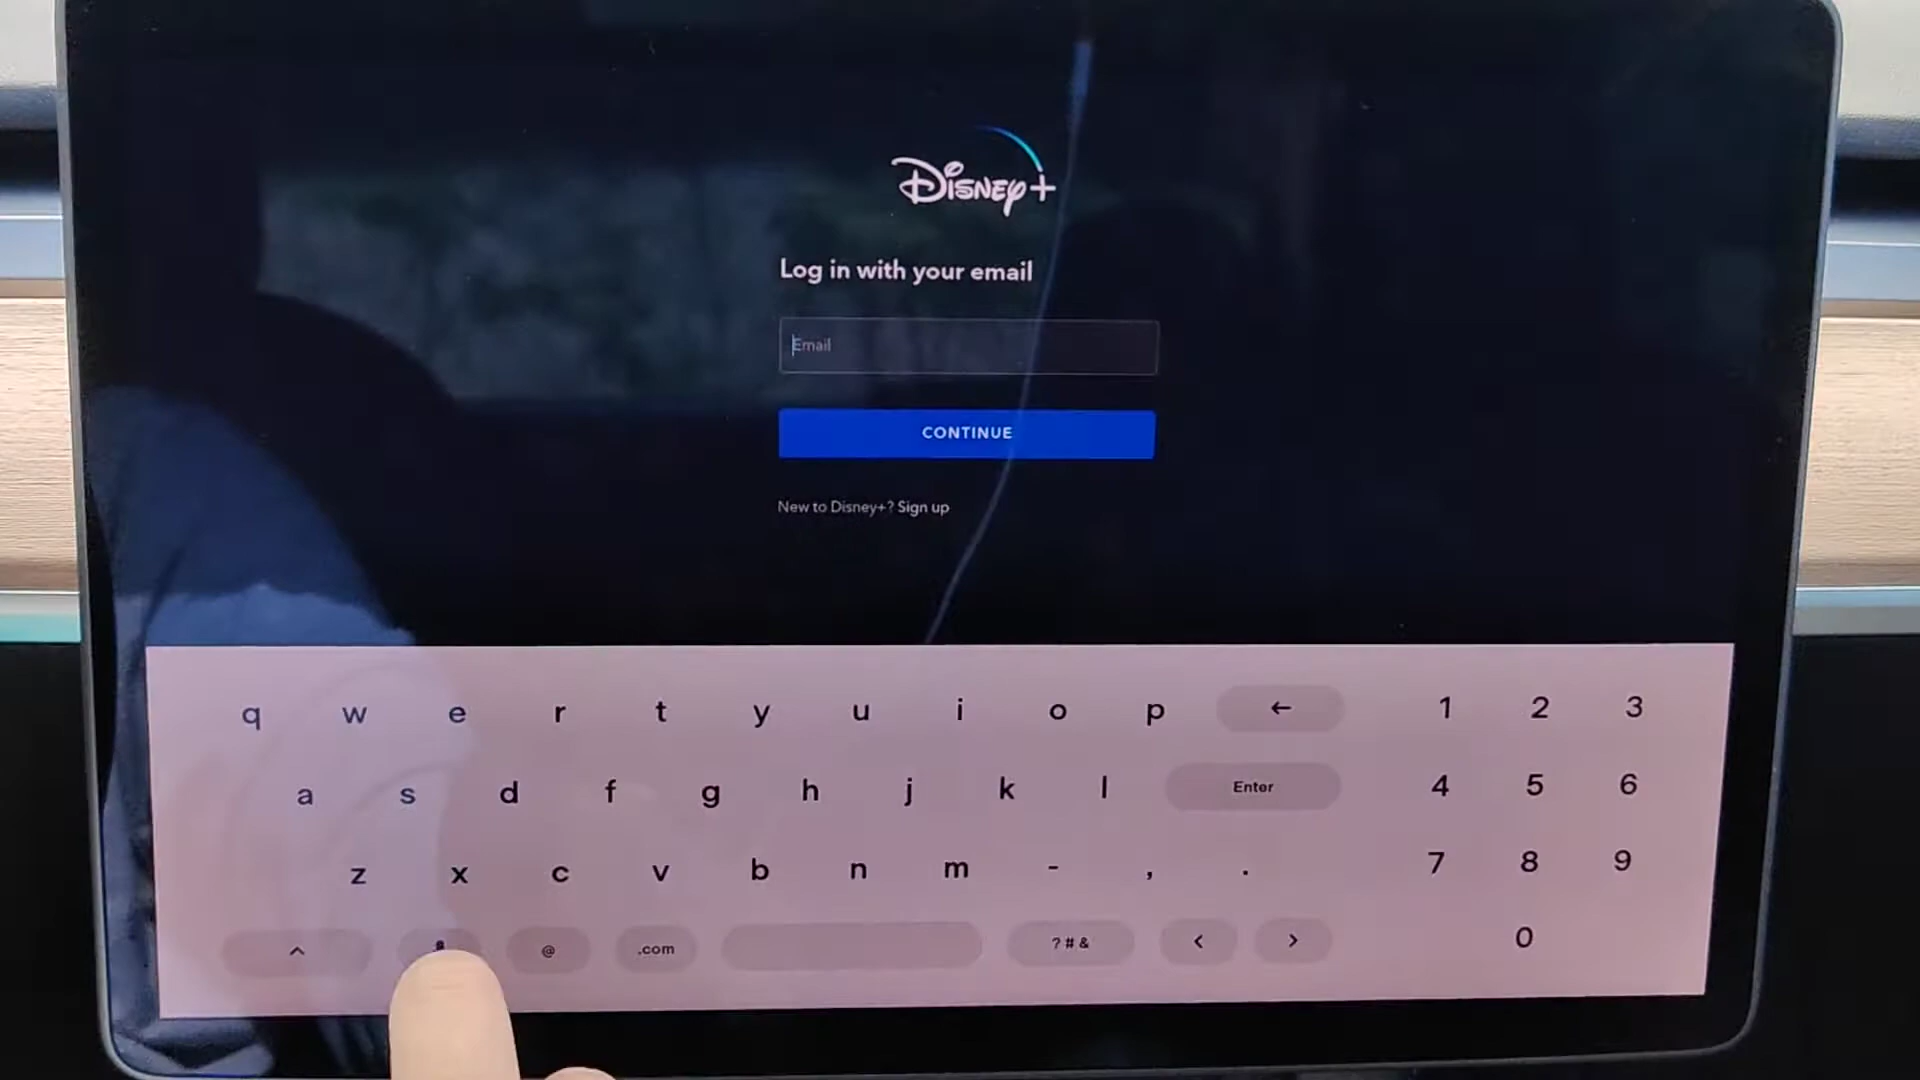 Disney+
Log in with your email
Email
CONTINUE
New to Disney+? Sign up
q w e r t y u i o p ← 1 2 3
a s d f g h j k l Enter 4 5 6
z x c v b n m - , . 7 8 9
^ @ .com ?#& < > 0